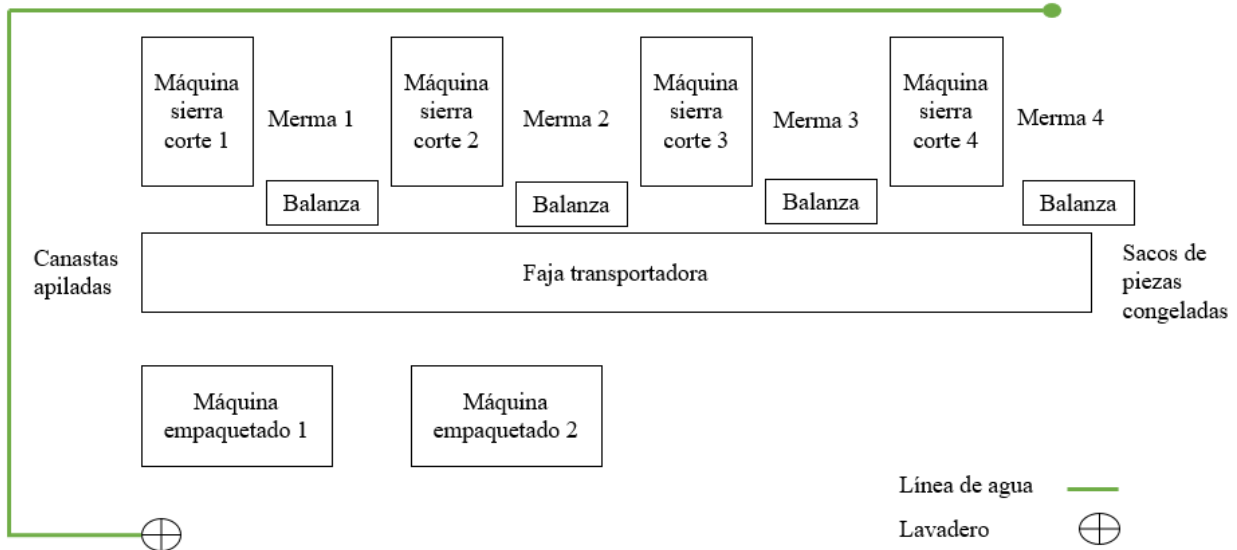 Máquina
sierra
corte 1
Merma 1
Máquina
sierra
corte 2
Merma 2
Máquina
sierra
corte 3
Merma 3
Máquina
sierra
corte 4
Merma 4
Balanza
Balanza
Balanza
Balanza
Canastas
apiladas
Faja transportadora
Sacos de
piezas
congeladas
Máquina
empaquetado 1
Máquina
empaquetado 2
Línea de agua
Lavadero